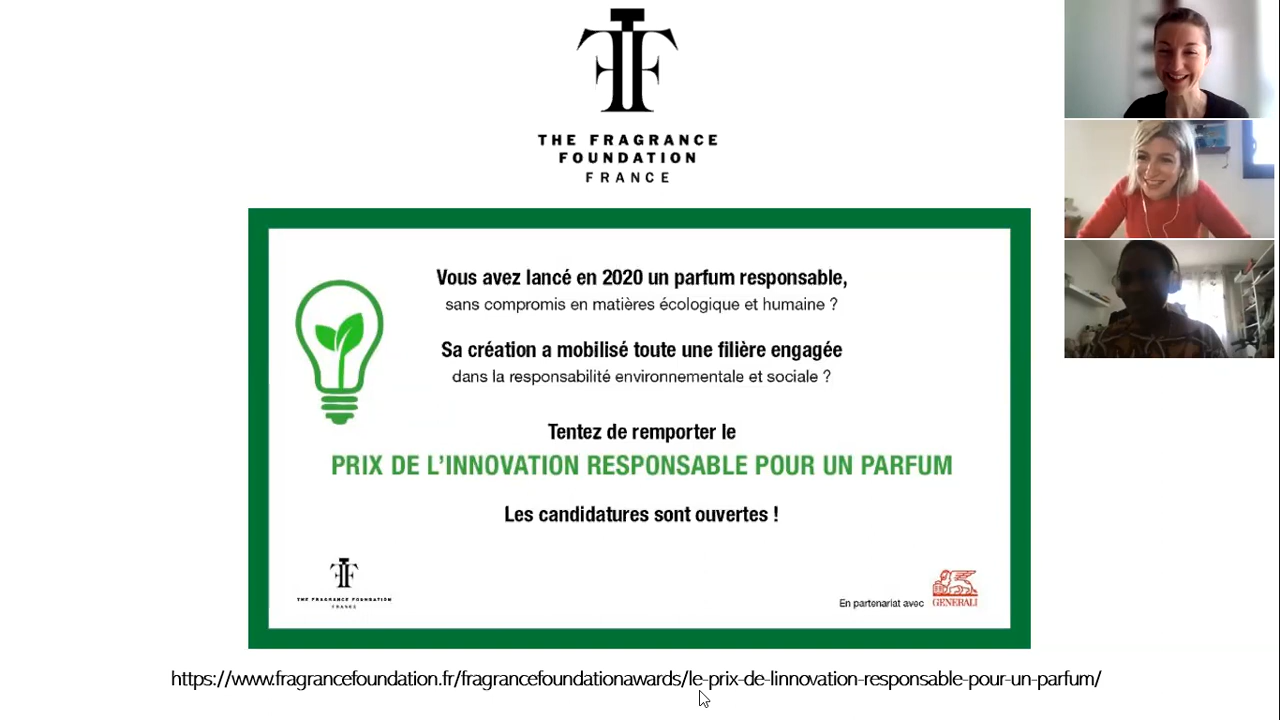 THE FRAGRANCE
FOUNDATION
FRANCE
Vous avez lancé en 2020 un parfum responsable,
sans compromis en matières écologique et humaine ?
Sa création a mobilisé toute une filière engagée
dans la responsabilité environnementale et sociale ?
Tentez de remporter le
PRIX DE L'INNOVATION RESPONSABLE POUR UN PARFUM
Les candidatures sont ouvertes !
THE FRAGRANCE FOUNDATION
FRANCE
En partenariat avec
GENERALI
https://www.fragrancefoundation.fr/fragrancefoundationawards/le-prix-de-linnovation-responsable-pour-un-parfum/